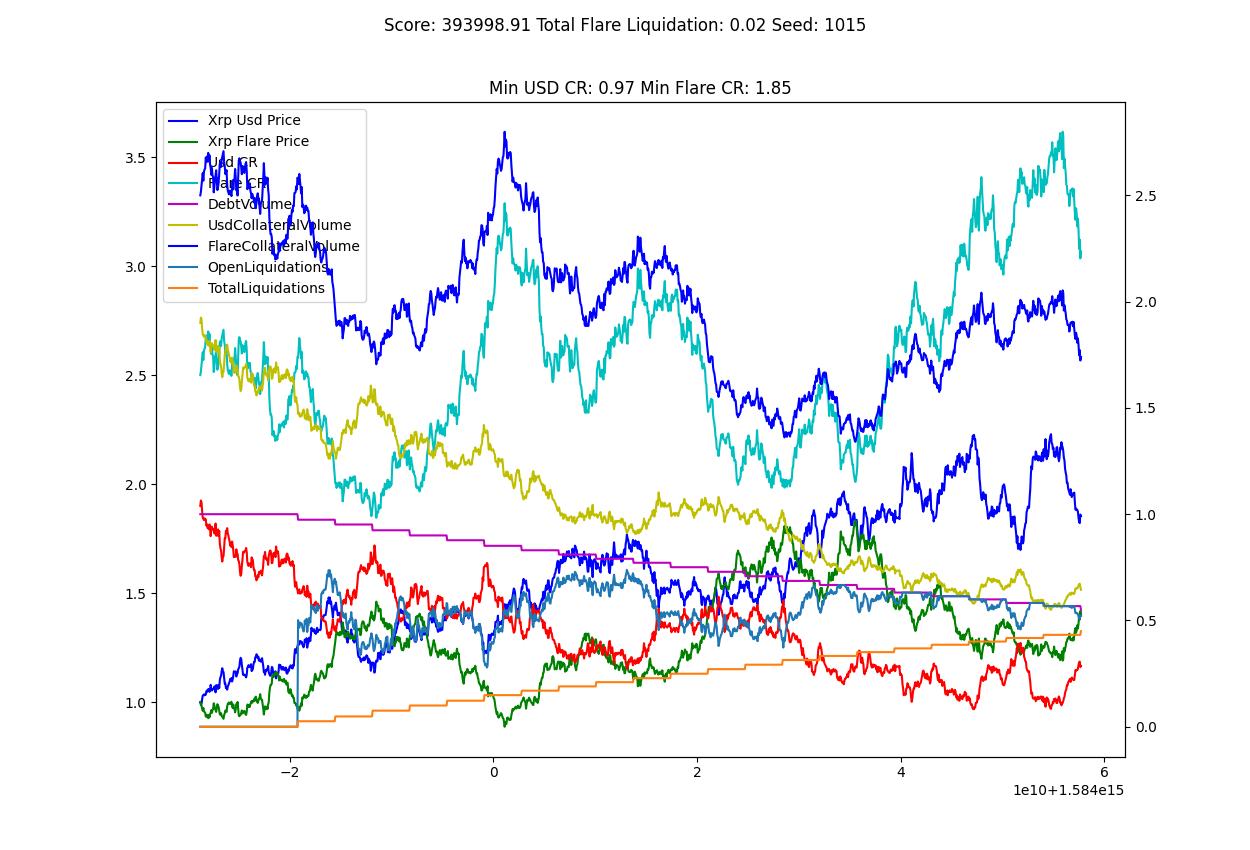 Score: 393998.91 Total Flare Liquidation: 0.02 Seed: 1015
Min USD CR: 0.97 Min Flare CR: 1.85
Xrp Usd Price
Xrp Flare Price
Usd CR
Flare CR
DebtVolume
UsdCollateralVolume
FlareCollateralVolume
OpenLiquidations
TotalLiquidations
3.5
3.0
2.5
2.0
1.5
1.0
2.5
2.0
1.5
1.0
0.5
0.0
−2 0 2 4 6
1e10+1.584e15